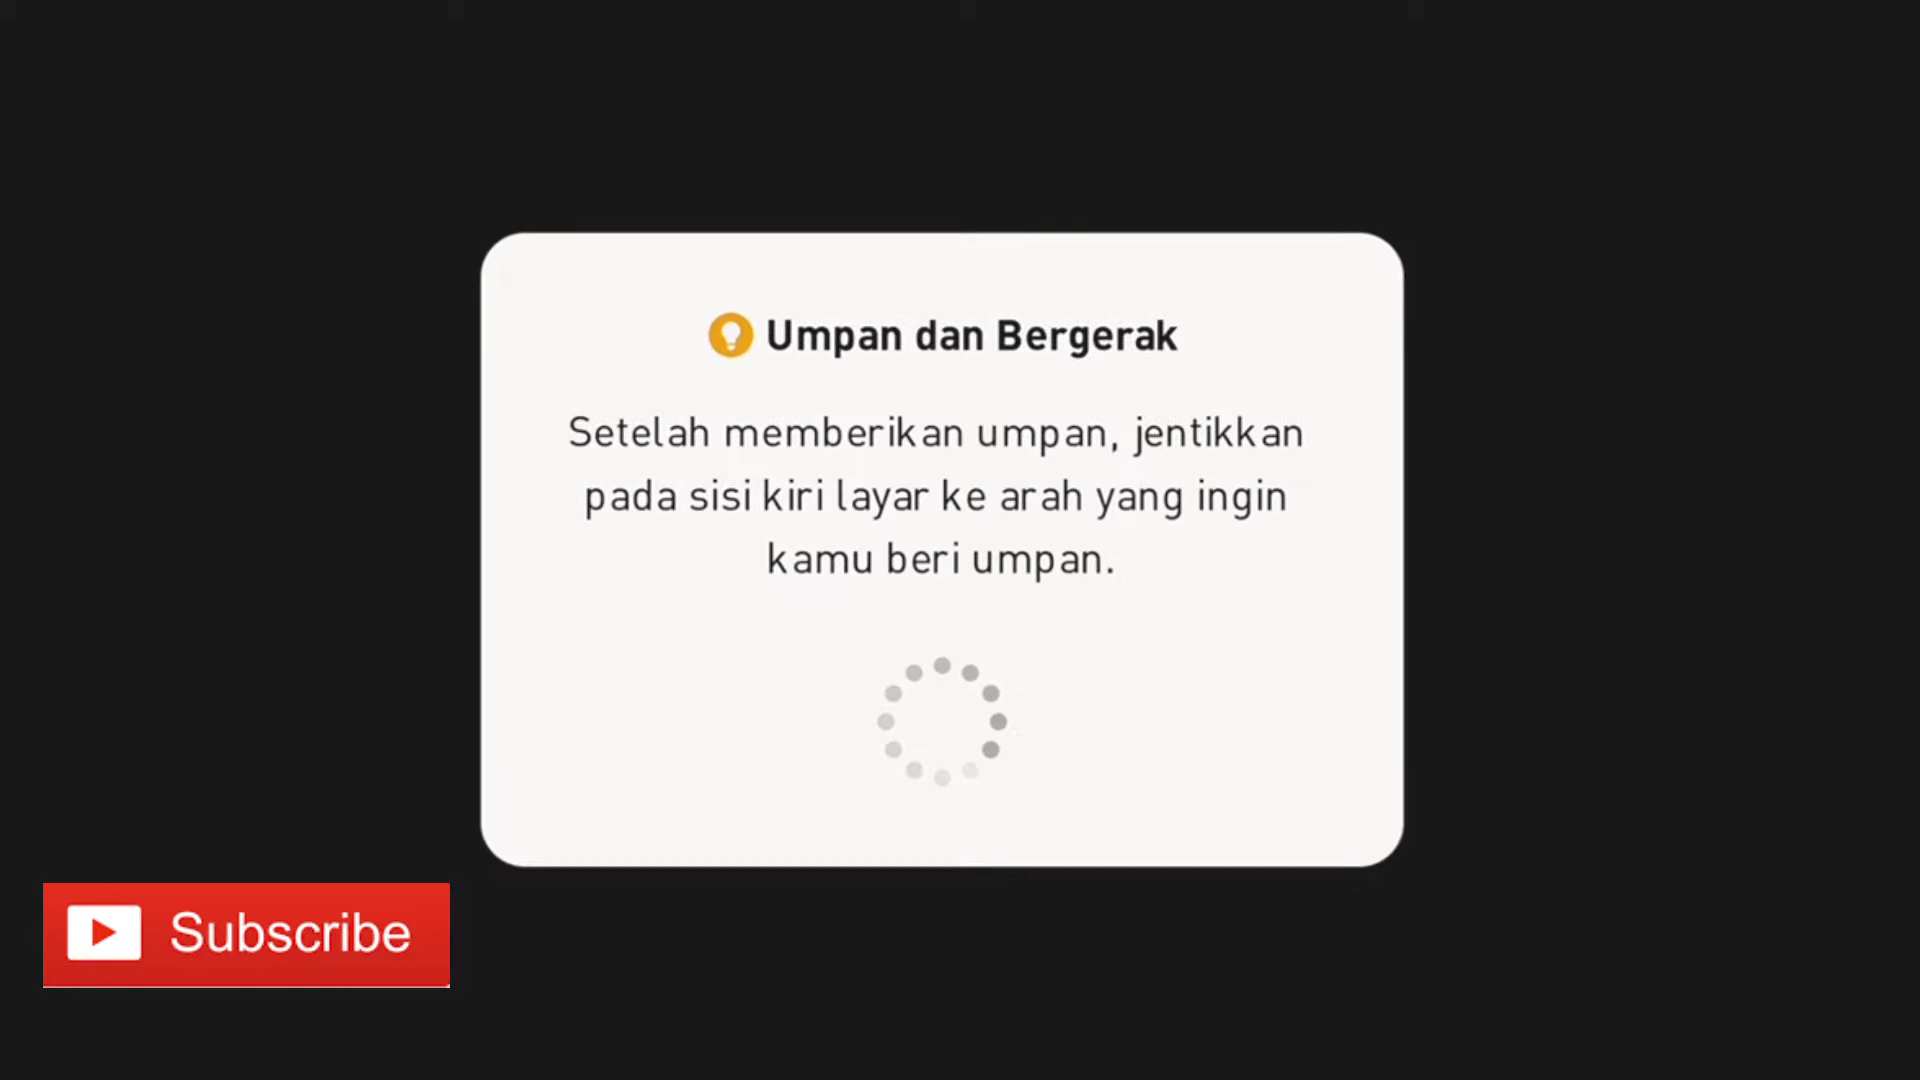 Umpan dan Bergerak
Setelah memberikan umpan, jentikkan
pada sisi kiri layar ke arah yang ingin
kamu beri umpan.
Subscribe